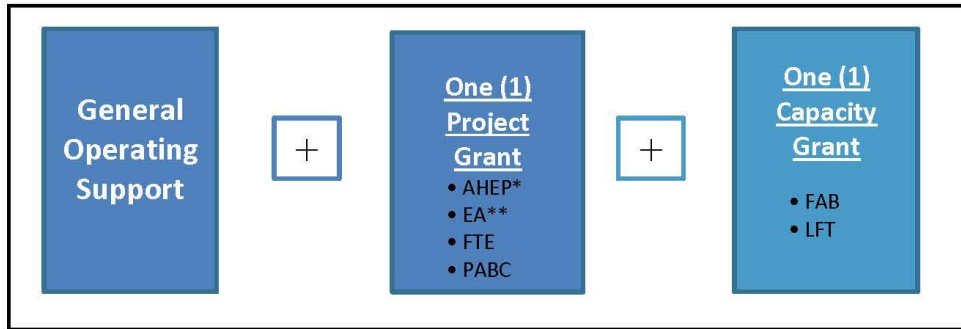 General
Operating
Support
+
One (1)
Project
Grant
• AHEP*
• EA**
• FTE
• PABC
+
One (1)
Capacity
Grant
• FAB
• LFT